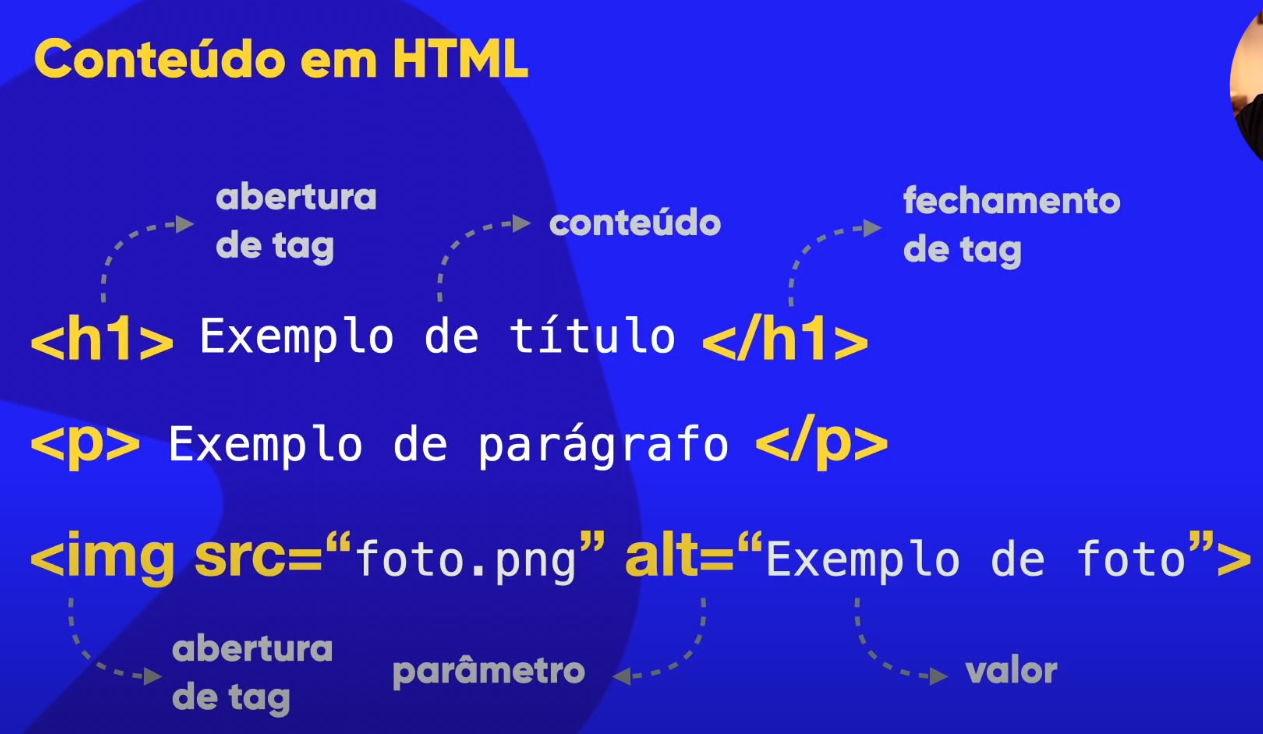 Conteúdo em HTML
abertura
de tag
conteúdo
fechamento
de tag
<h1> Exemplo de título </h1>
<p> Exemplo de parágrafo </p>
<img src=“foto.png” alt=“Exemplo de foto”>
abertura
de tag
parâmetro
valor